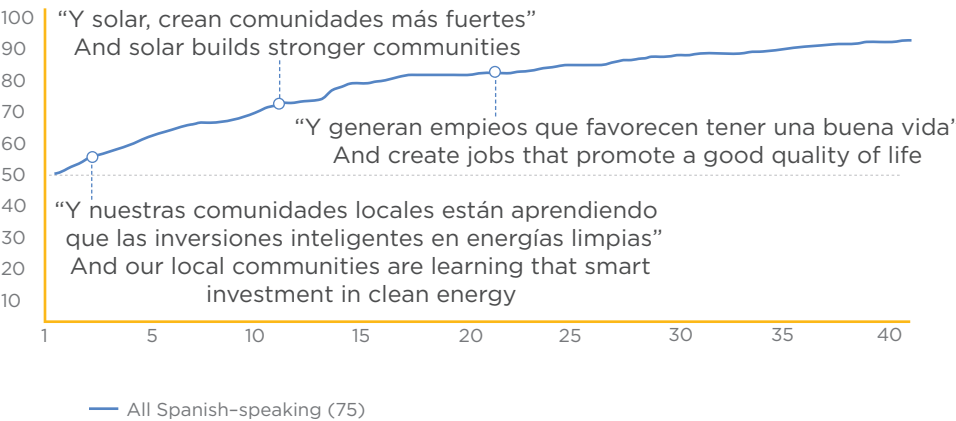 100
“Y solar, crean comunidades más fuertes”
90
And solar builds stronger communities
80
70
“Y generan empieos que favorecen tener una buena vida’
60
And create jobs that promote a good quality of life
50
40
“Y nuestras comunidades locales están aprendiendo
30
que las inversiones inteligentes en energías limpias”
20
And our local communities are learning that smart
10
investment in clean energy
1 5 10 15 20 25 30 35 40
All Spanish–speaking (75)